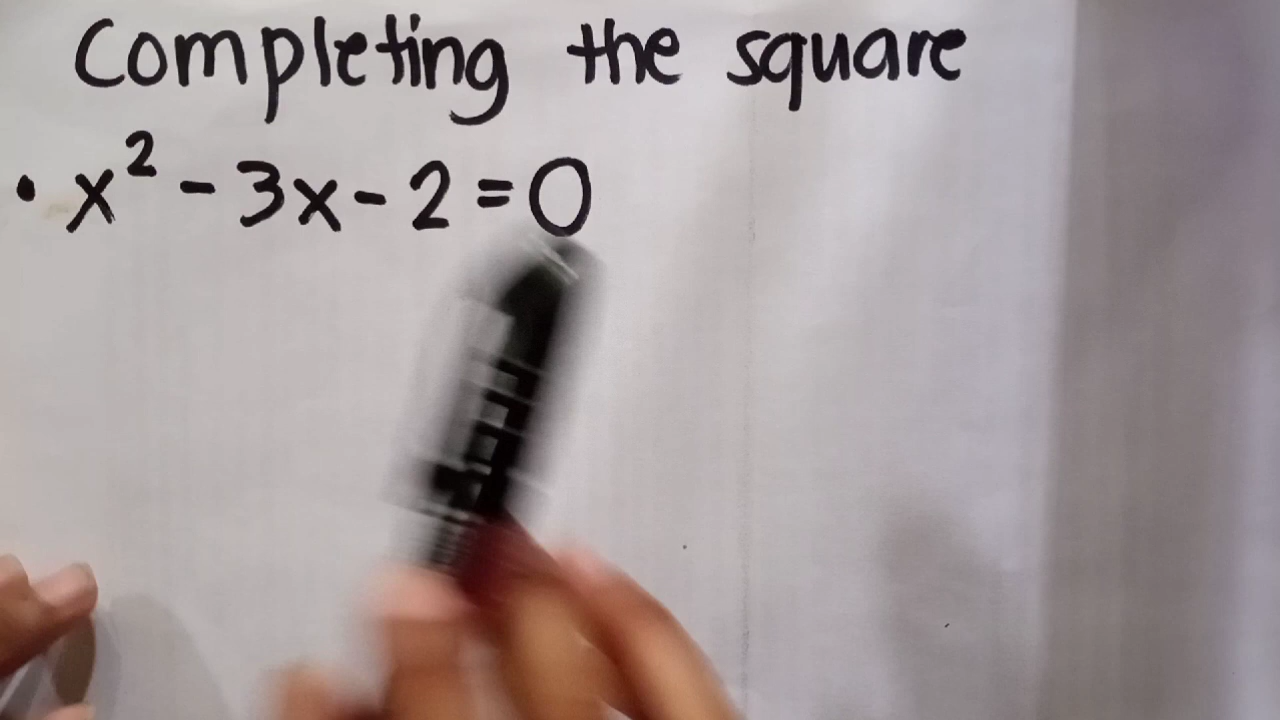 Completing the square
• x² - 3x - 2 = 0